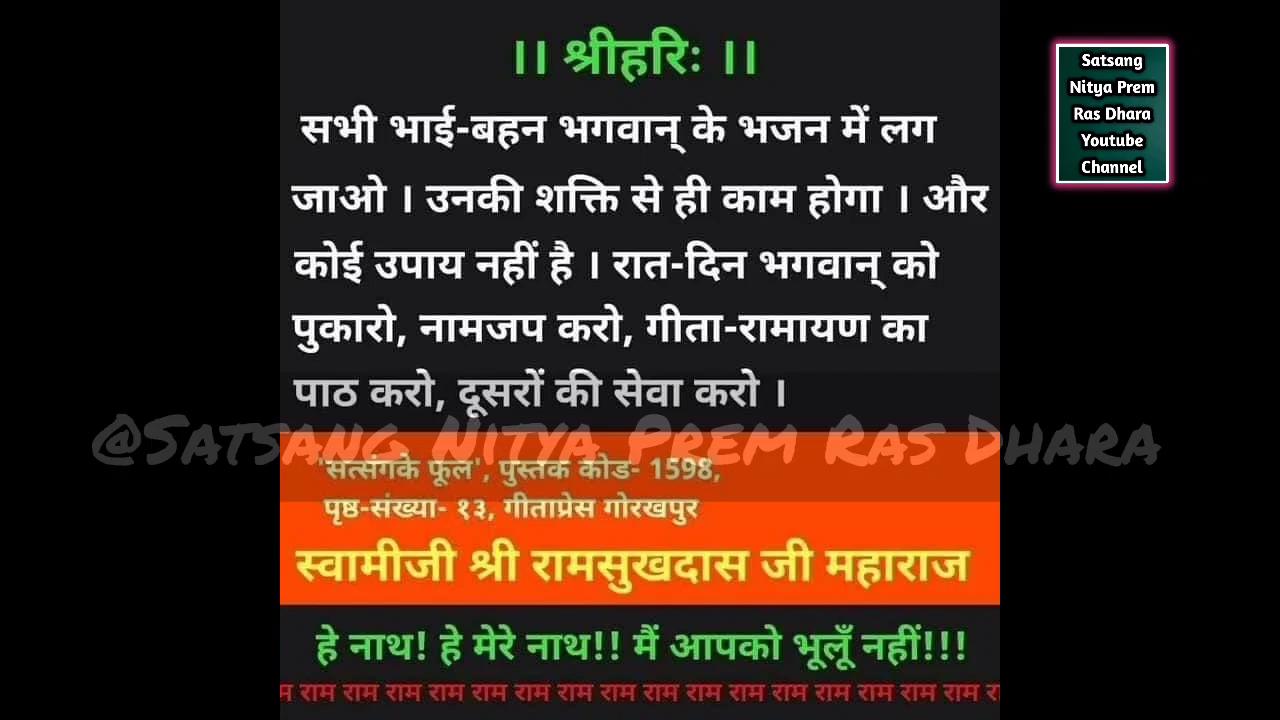 ।। श्रीहरिः ।।
सभी भाई-बहन भगवान् के भजन में लग
जाओ । उनकी शक्ति से ही काम होगा । और
कोई उपाय नहीं है । रात-दिन भगवान् को
पुकारो, नामजप करो, गीता-रामायण का
पाठ करो, दूसरों की सेवा करो ।
@Satsang Nitya Prem Ras Dhara
'सत्संगके फूल', पुस्तक कोड- 1598,
पृष्ठ-संख्या- १३, गीताप्रेस गोरखपुर
स्वामीजी श्री रामसुखदास जी महाराज
हे नाथ! हे मेरे नाथ!! मैं आपको भूलूँ नहीं!!!
म राम राम राम राम राम राम राम राम राम राम राम राम राम राम राम राम र
Satsang
Nitya Prem
Ras Dhara
Youtube
Channel